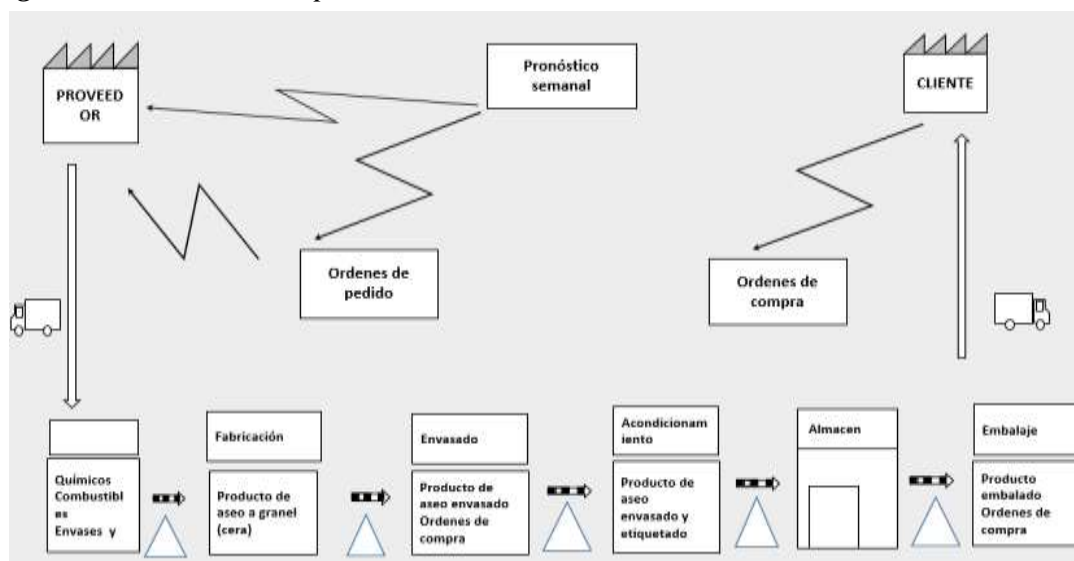 PROVEED
OR
Pronóstico
semanal
CLIENTE
Ordenes de
pedido
Ordenes de
compra
Químicos
Combustibl
es
Envases y
Fabricación
Producto de
aseo a granel
(cera)
Envasado
Producto de
aseo envasado
Ordenes de
compra
Acondicionam
iento
Producto de
aseo
envasado y
etiquetado
Almacen
Embalaje
Producto
embalado
Ordenes de
compra